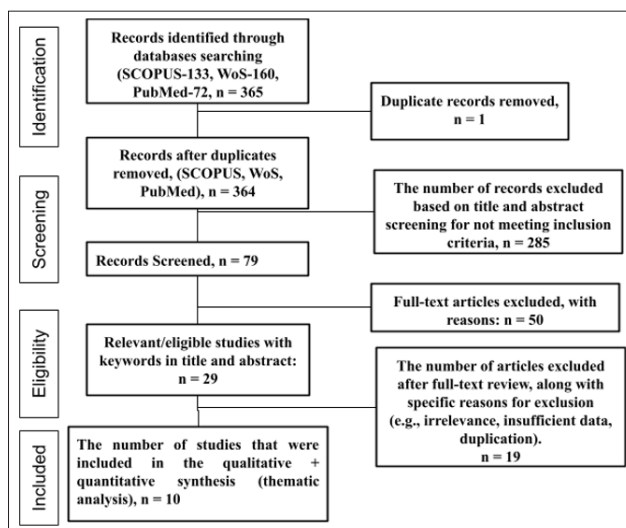 Identification
Records identified through
databases searching
(SCOPUS-133, WoS-160,
PubMed-72, n = 365
Duplicate records removed,
n = 1
Records after duplicates
removed, (SCOPUS, WoS,
PubMed), n = 364
Screening
The number of records excluded
based on title and abstract
screening for not meeting inclusion
criteria, n = 285
Records Screened, n = 79
Full-text articles excluded, with
reasons: n = 50
Eligibility
Relevant/eligible studies with
keywords in title and abstract:
n = 29
The number of articles excluded
after full-text review, along with
specific reasons for exclusion
(e.g., irrelevance, insufficient data,
duplication).
n = 19
Included
The number of studies that were
included in the qualitative +
quantitative synthesis (thematic
analysis), n = 10